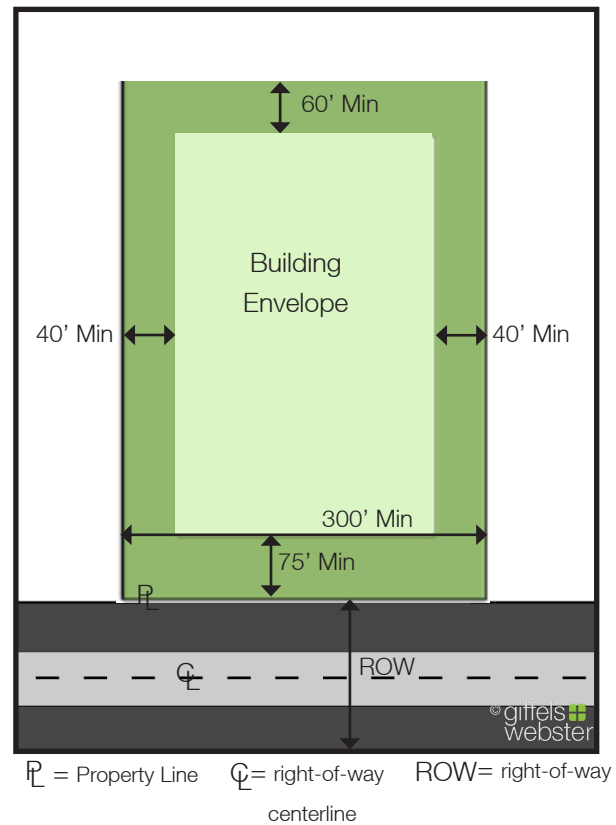 60' Min
Building
Envelope
40' Min
40' Min
300' Min
75' Min
PL
ROW
CL
© giffels
webster
PL = Property Line CL= right-of-way ROW= right-of-way
centerline